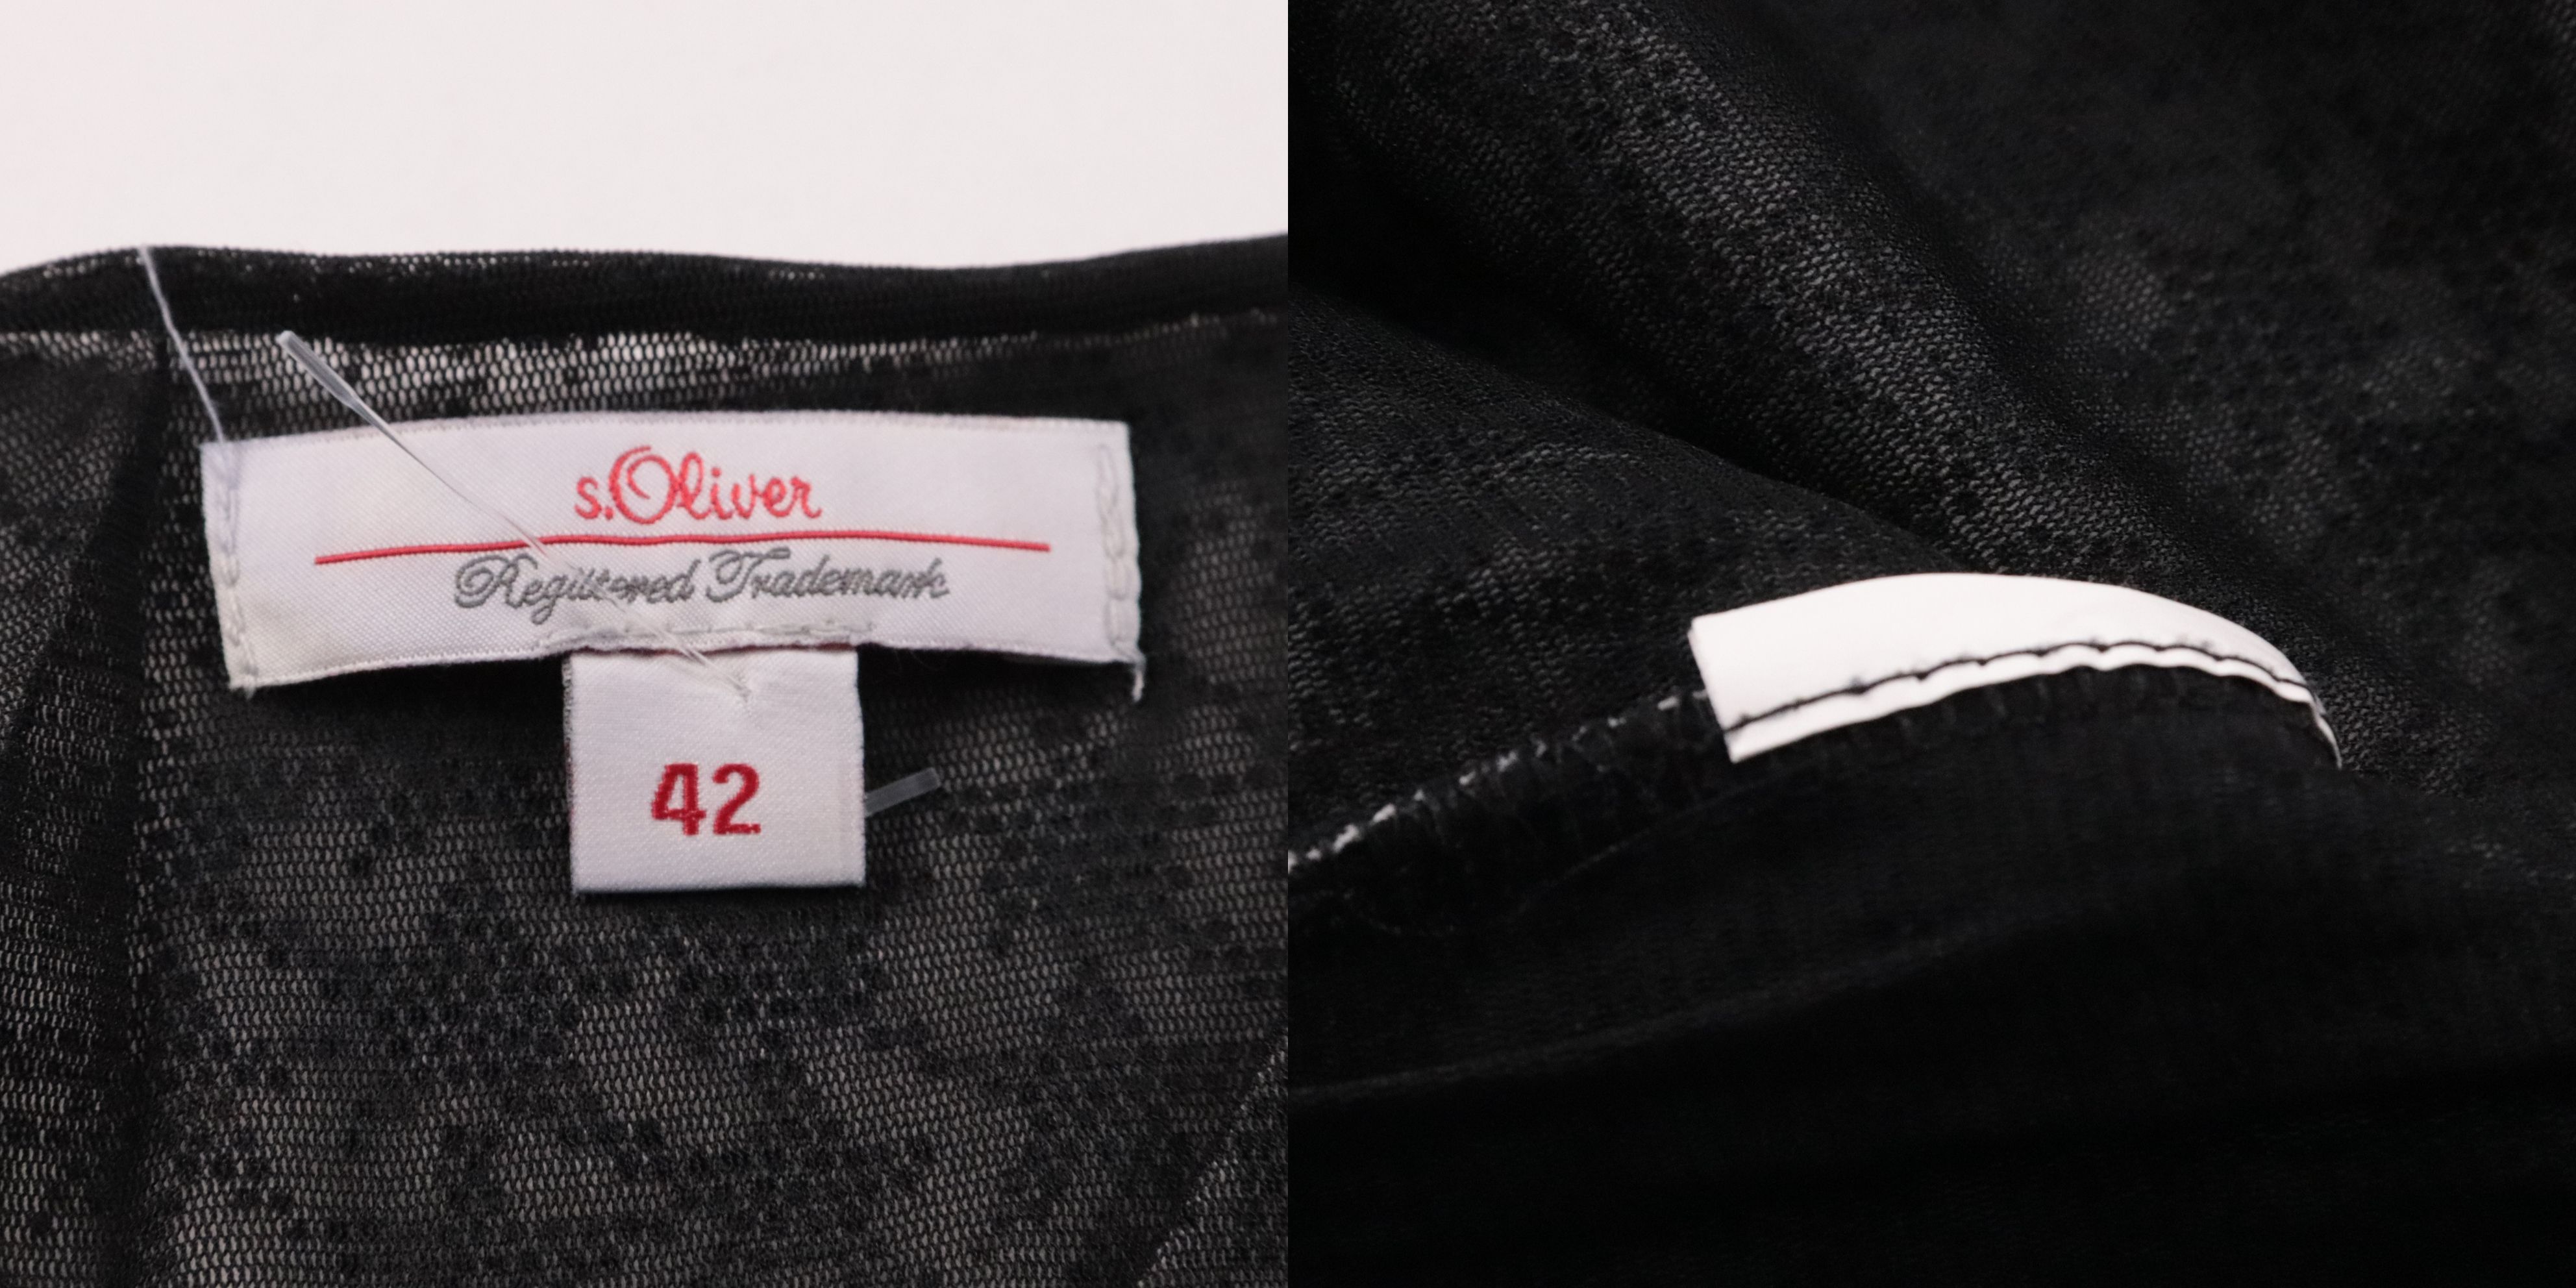 s.Oliver
Registered Trademark
42